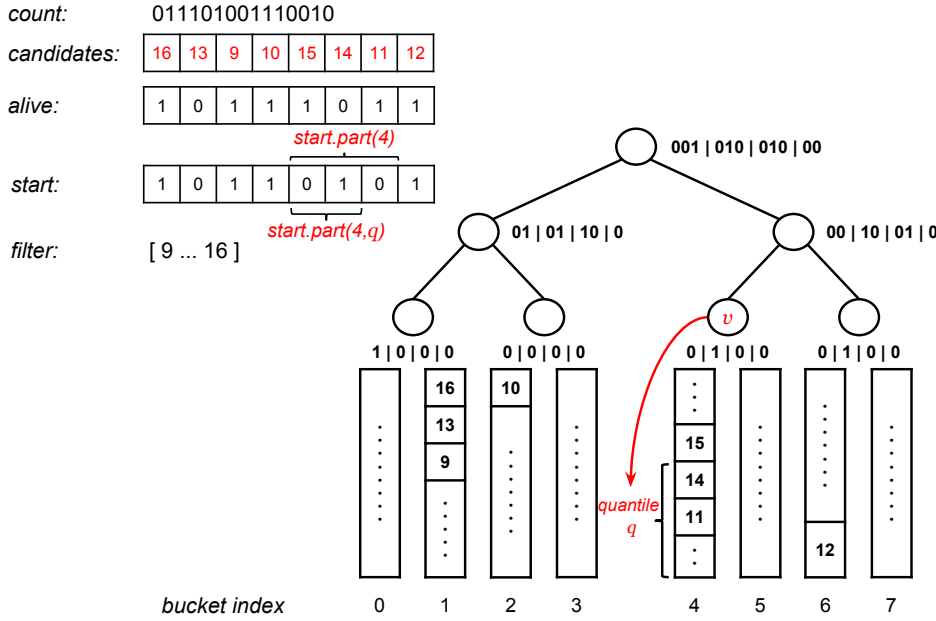 count: 011101001110010
candidates: 16 13 9 10 15 14 11 12
alive: 1 0 1 1 1 0 1 1
start.part(4)
start: 1 0 1 1 0 1 0 1
start.part(4,q)
filter: [ 9 ... 16 ]
001 | 010 | 010 | 00
01 | 01 | 10 | 0
00 | 10 | 01 | 0
v
1 | 0 | 0 | 0
0 | 0 | 0 | 0
0 | 1 | 0 | 0
0 | 1 | 0 | 0
16
13
9
10
15
14
11
12
quantile
q
bucket index 0 1 2 3 4 5 6 7